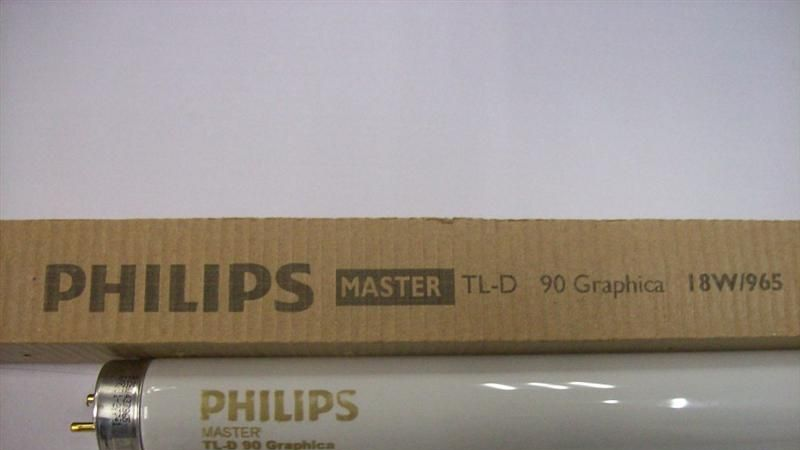 PHILIPS MASTER TL-D 90 Graphica 18W/965
PHILIPS
MASTER
TL-D 90 Graphica